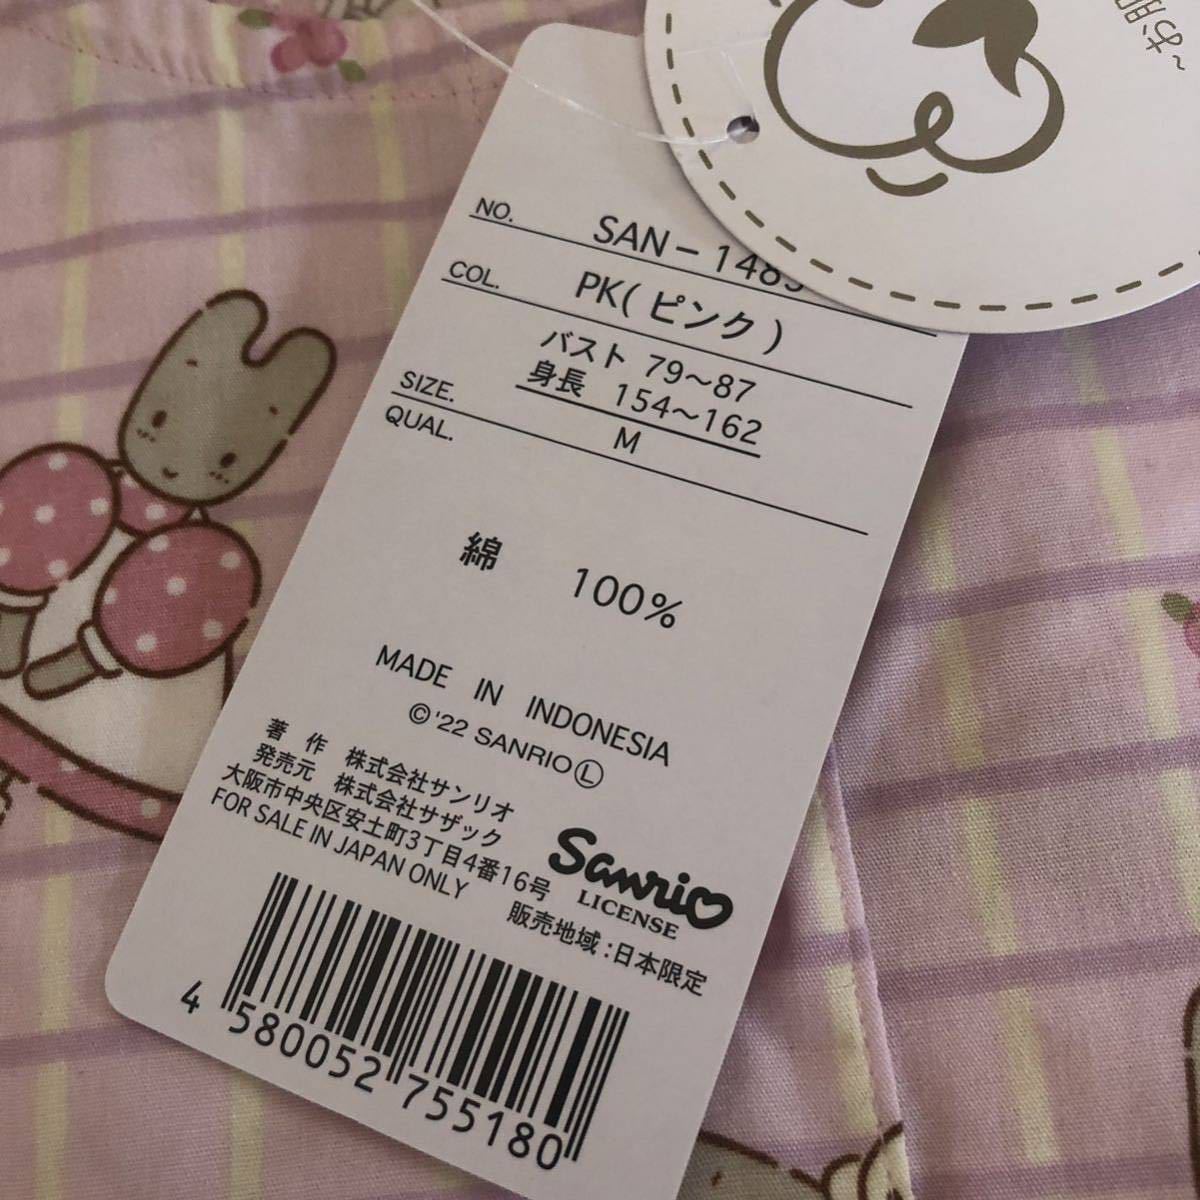 NO. SAN-1485
COL. PK(ピンク)
バスト 79~87
身長 154~162
SIZE. M
QUAL.
綿 100%
MADE IN INDONESIA
© '22 SANRIO Ⓛ
著 作 株式会社サンリオ
発売元 株式会社サザック
大阪市中央区安土町3丁目4番16号
FOR SALE IN JAPAN ONLY
販売地域:日本限定
Sanrio
LICENSE
4 580052 755180